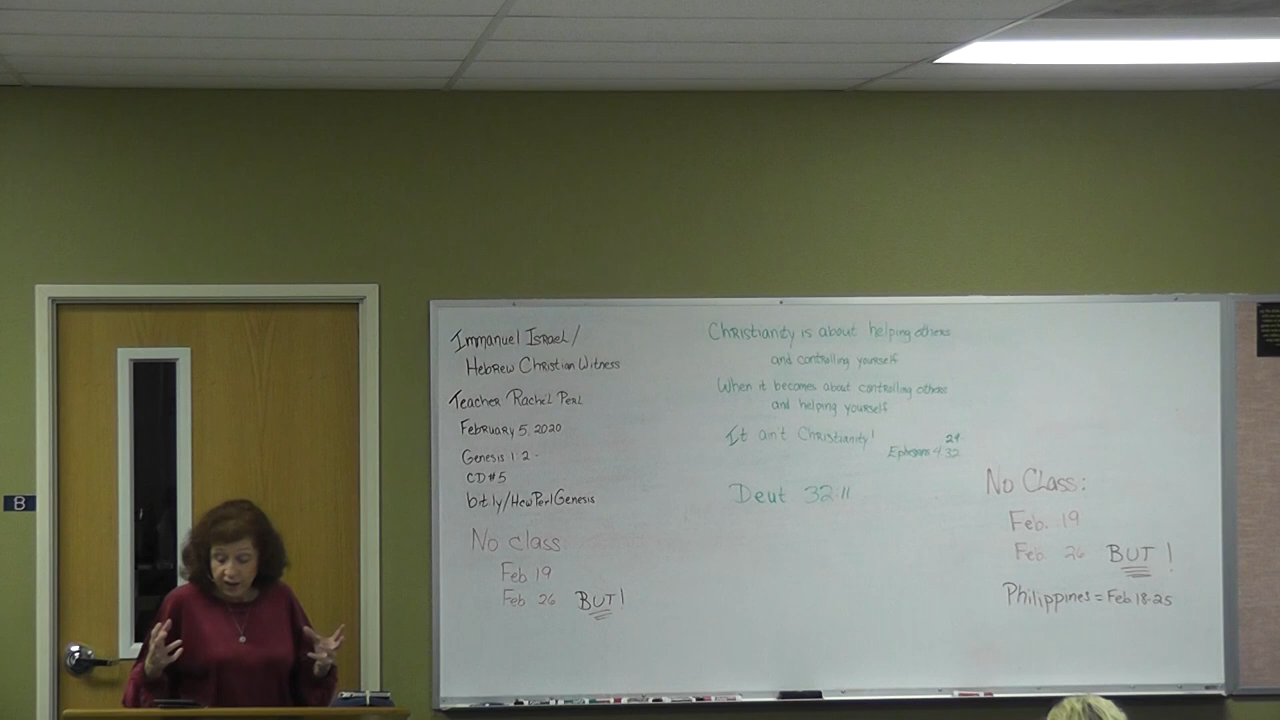 B
Immanuel Israel/
Hebrew Christian Witness
Teacher Rachel Perl
February 5, 2020
Genesis 1:2-
CD#5
bit.ly/HcwPerlGenesis
No class
Feb 19
Feb 26 BUT!
Christianity is about helping others
and controlling yourself
When it becomes about controlling others
and helping yourself
It ain't Christianity!
29
Ephesians 4 32
Deut 32:11
No Class:
Feb. 19
Feb. 26 BUT!
Philippines = Feb 18-25